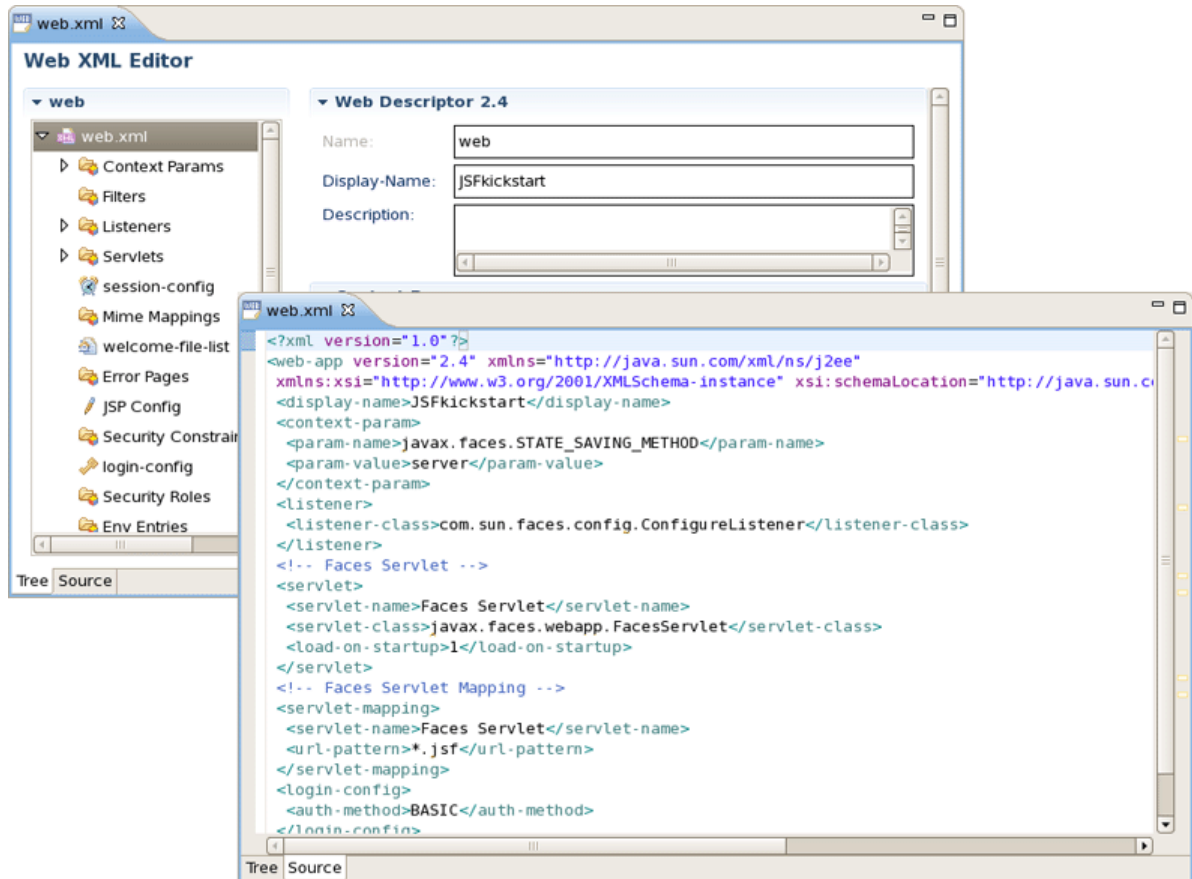 web.xml
Web XML Editor
web
web.xml
Context Params
Filters
Listeners
Servlets
session-config
Mime Mappings
welcome-file-list
Error Pages
JSP Config
Security Constrain
login-config
Security Roles
Env Entries
Tree Source
Web Descriptor 2.4
Name: web
Display-Name: JSFkickstart
Description:
web.xml
<?xml version="1.0"?>
<web-app version="2.4" xmlns="http://java.sun.com/xml/ns/j2ee"
xmlns:xsi="http://www.w3.org/2001/XMLSchema-instance" xsi:schemaLocation="http://java.sun.c
<display-name>JSFkickstart</display-name>
<context-param>
<param-name>javax.faces.STATE_SAVING_METHOD</param-name>
<param-value>server</param-value>
</context-param>
<listener>
<listener-class>com.sun.faces.config.ConfigureListener</listener-class>
</listener>
<!-- Faces Servlet -->
<servlet>
<servlet-name>Faces Servlet</servlet-name>
<servlet-class>javax.faces.webapp.FacesServlet</servlet-class>
<load-on-startup>1</load-on-startup>
</servlet>
<!-- Faces Servlet Mapping -->
<servlet-mapping>
<servlet-name>Faces Servlet</servlet-name>
<url-pattern>*.jsf</url-pattern>
</servlet-mapping>
<login-config>
<auth-method>BASIC</auth-method>
</login-config>
Tree Source